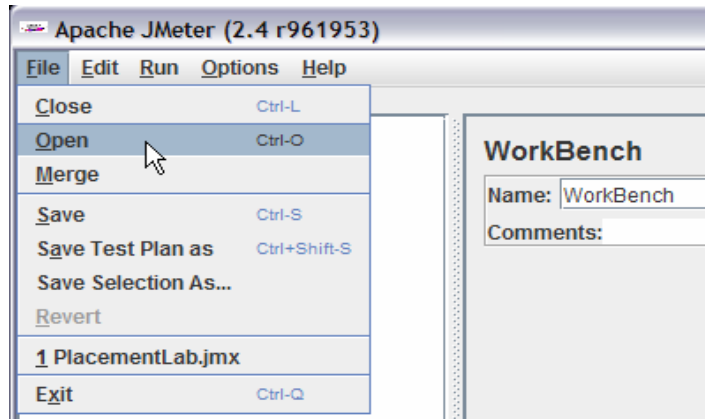 Apache JMeter (2.4 r961953)
File Edit Run Options Help
Close Ctrl-L
Open Ctrl-O
Merge
Save Ctrl-S
Save Test Plan as Ctrl+Shift-S
Save Selection As...
Revert
1 PlacementLab.jmx
Exit Ctrl-Q
WorkBench
Name: WorkBench
Comments: